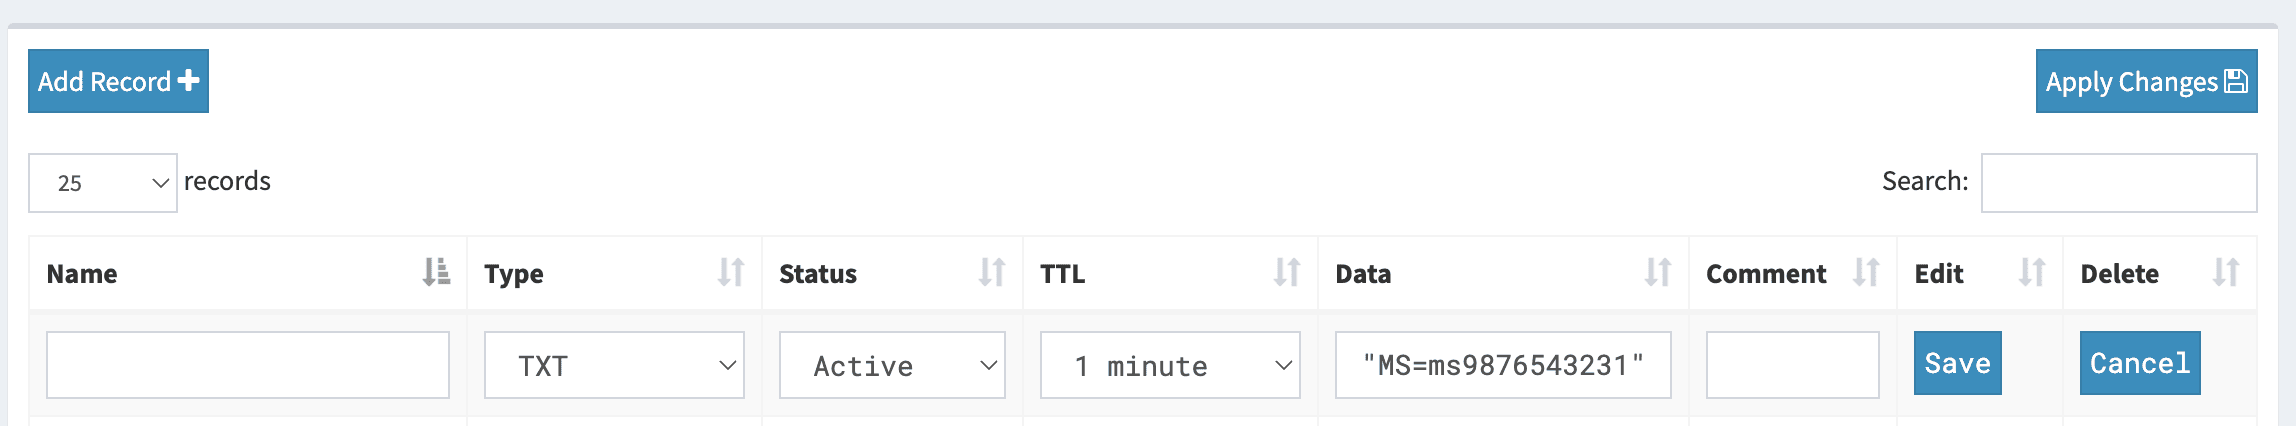 Add Record
Apply Changes
25 records
Search:
Name Type Status TTL Data Comment Edit Delete
TXT Active 1 minute "MS=ms9876543231" Save Cancel